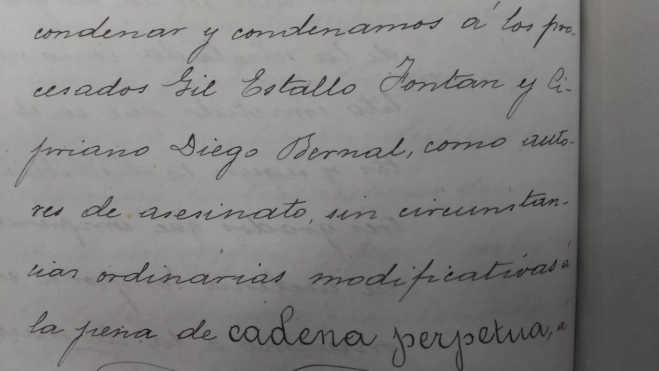 condenar y condenamos á los pro-
cesados Gil Estallo Fontan y Ci-
priano Diego Bernal, como auto-
res de asesinato, sin circunstan-
cias ordinarias modificativas á
la pena de cadena perpetua, á